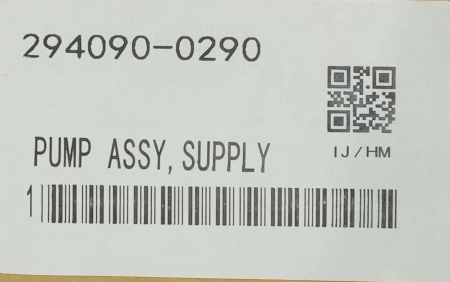 294090-0290
IJ/HM
PUMP ASSY,SUPPLY
1